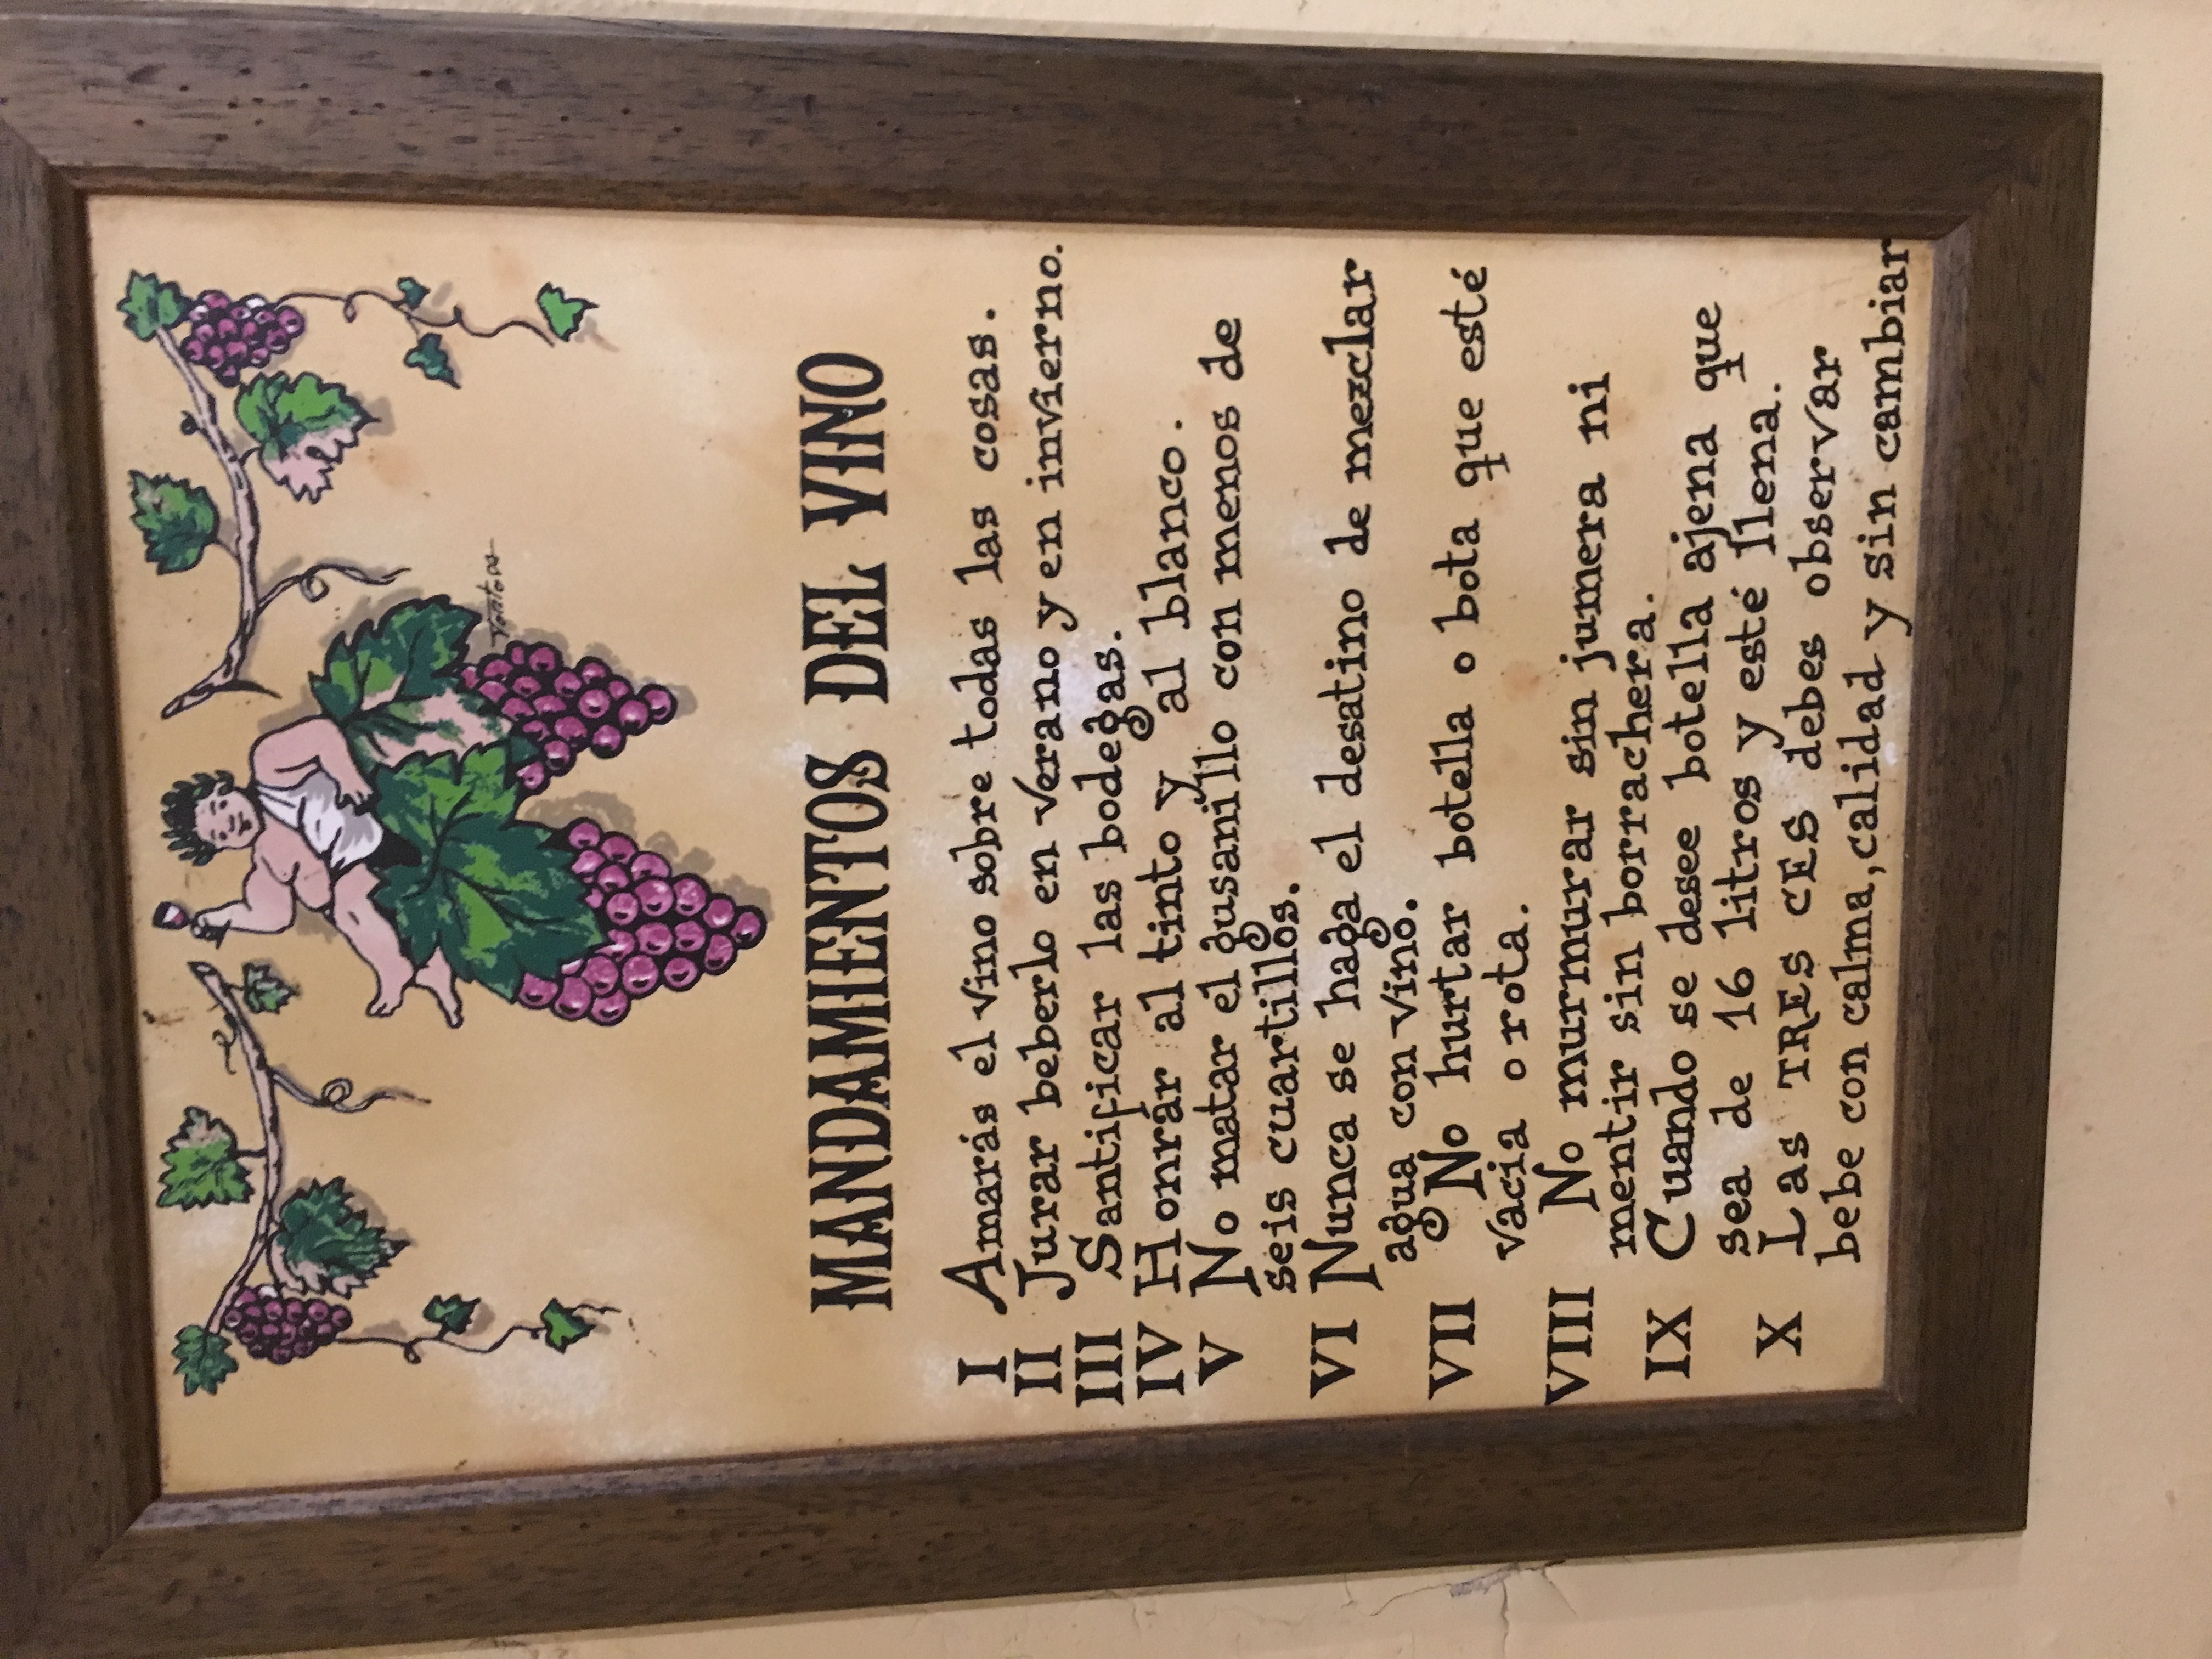 Ventosa
MANDAMIENTOS DEL VINO
I Amarás el vino sobre todas las cosas.
II Jurar beberlo en verano y en invierno.
III Santificar las bodegas.
IV Honrár al tinto y al blanco.
V No matar el gusanillo con menos de
seis cuartillos.
VI Nunca se haga el desatino de mezclar
agua con vino.
VII No hurtar botella o bota que esté
vacia o rota.
VIII No murmurar sin jumera ni
mentir sin borrachera.
IX Cuando se desee botella ajena que
sea de 16 litros y esté llena.
X Las TRES CES debes observar
bebe con calma, calidad y sin cambiar